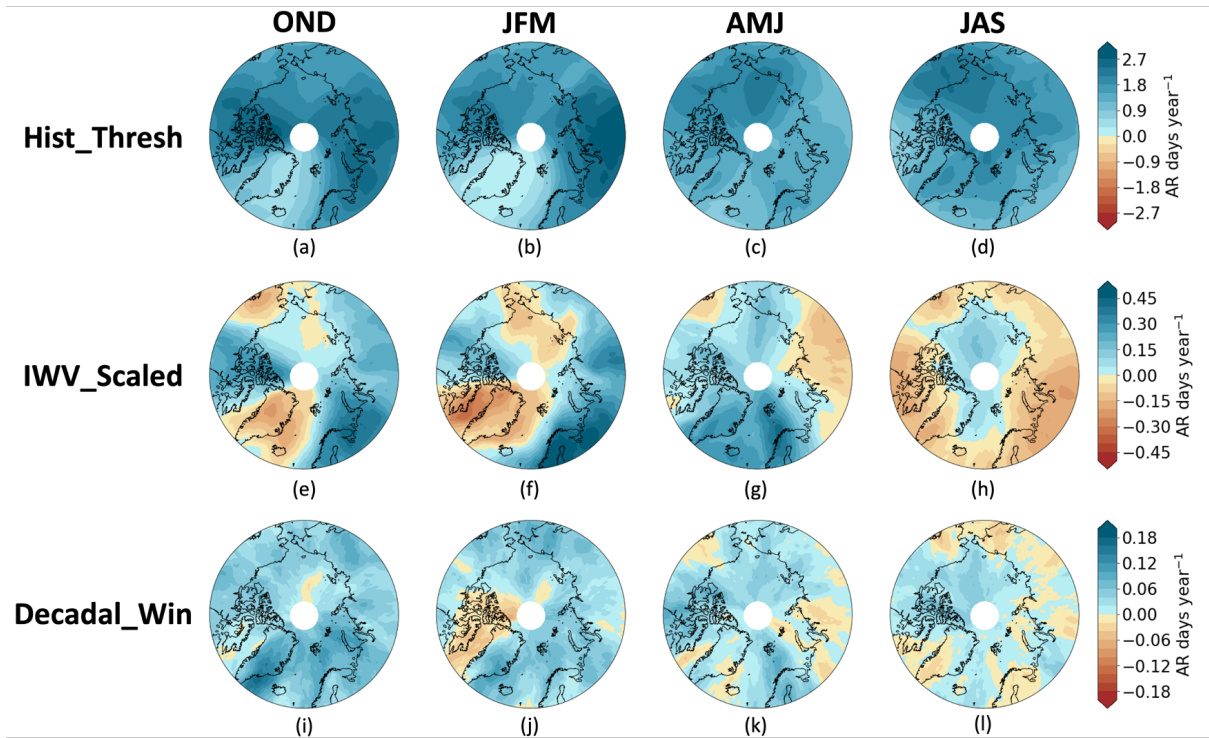 OND JFM AMJ JAS
Hist_Thresh
2.7
1.8
0.9
0.0
−0.9
−1.8
−2.7
AR days year⁻¹
(a) (b) (c) (d)
IWV_Scaled
0.45
0.30
0.15
0.00
−0.15
−0.30
−0.45
AR days year⁻¹
(e) (f) (g) (h)
Decadal_Win
0.18
0.12
0.06
0.00
−0.06
−0.12
−0.18
AR days year⁻¹
(i) (j) (k) (l)